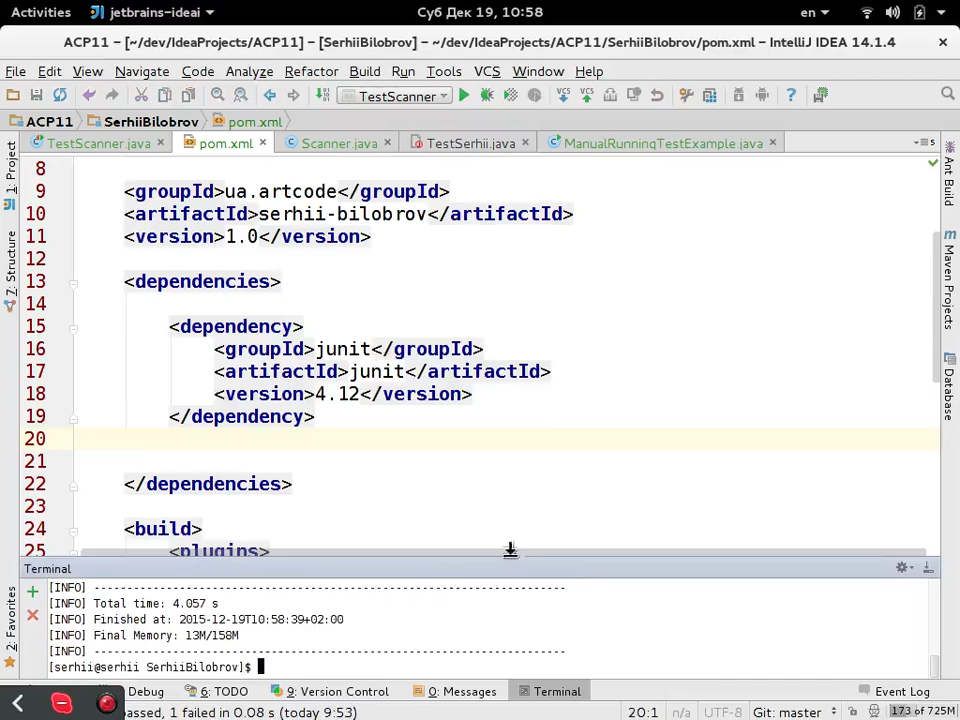 Activities jetbrains-ideai Суб Дек 19, 10:58 en
ACP11 – [~/dev/IdeaProjects/ACP11] – [SerhiiBilobrov] – ~/dev/IdeaProjects/ACP11/SerhiiBilobrov/pom.xml – IntelliJ IDEA 14.1.4
File Edit View Navigate Code Analyze Refactor Build Run Tools VCS Window Help
TestScanner
ACP11 SerhiiBilobrov pom.xml
TestScanner.java pom.xml Scanner.java TestSerhii.java ManualRunningTestExample.java
8
9 <groupId>ua.artcode</groupId>
10 <artifactId>serhii-bilobrov</artifactId>
11 <version>1.0</version>
12
13 <dependencies>
14
15 <dependency>
16 <groupId>junit</groupId>
17 <artifactId>junit</artifactId>
18 <version>4.12</version>
19 </dependency>
20
21
22 </dependencies>
23
24 <build>
25 <plugins>
1: Project
7: Structure
2: Favorites
Ant Build
Maven Projects
Database
Terminal
[INFO] ------------------------------------------------------------------------
[INFO] Total time: 4.057 s
[INFO] Finished at: 2015-12-19T10:58:39+02:00
[INFO] Final Memory: 13M/158M
[INFO] ------------------------------------------------------------------------
[serhii@serhii SerhiiBilobrov]$
Debug 6: TODO 9: Version Control 0: Messages Terminal Event Log
passed, 1 failed in 0.08 s (today 9:53) 20:1 n/a UTF-8 Git: master 173 of 725M